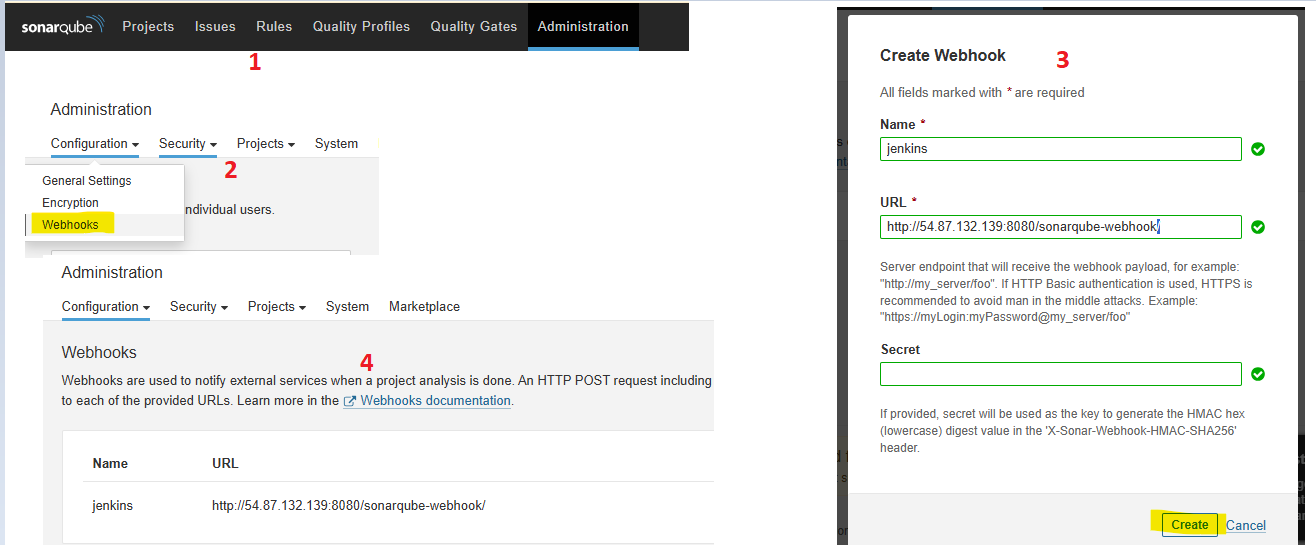 sonarqube Projects Issues Rules Quality Profiles Quality Gates Administration
1
Administration
Configuration Security Projects System
2
General Settings
Encryption
ndividual users.
Webhooks
Administration
Configuration Security Projects System Marketplace
Webhooks
4
Webhooks are used to notify external services when a project analysis is done. An HTTP POST request including
to each of the provided URLs. Learn more in the Webhooks documentation.
Name URL
jenkins http://54.87.132.139:8080/sonarqube-webhook/
Create Webhook
3
All fields marked with * are required
Name *
jenkins
URL *
http://54.87.132.139:8080/sonarqube-webhook/
Server endpoint that will receive the webhook payload, for example:
"http://my_server/foo". If HTTP Basic authentication is used, HTTPS is
recommended to avoid man in the middle attacks. Example:
"https://myLogin:myPassword@my_server/foo"
Secret
If provided, secret will be used as the key to generate the HMAC hex
(lowercase) digest value in the 'X-Sonar-Webhook-HMAC-SHA256'
header.
Create Cancel